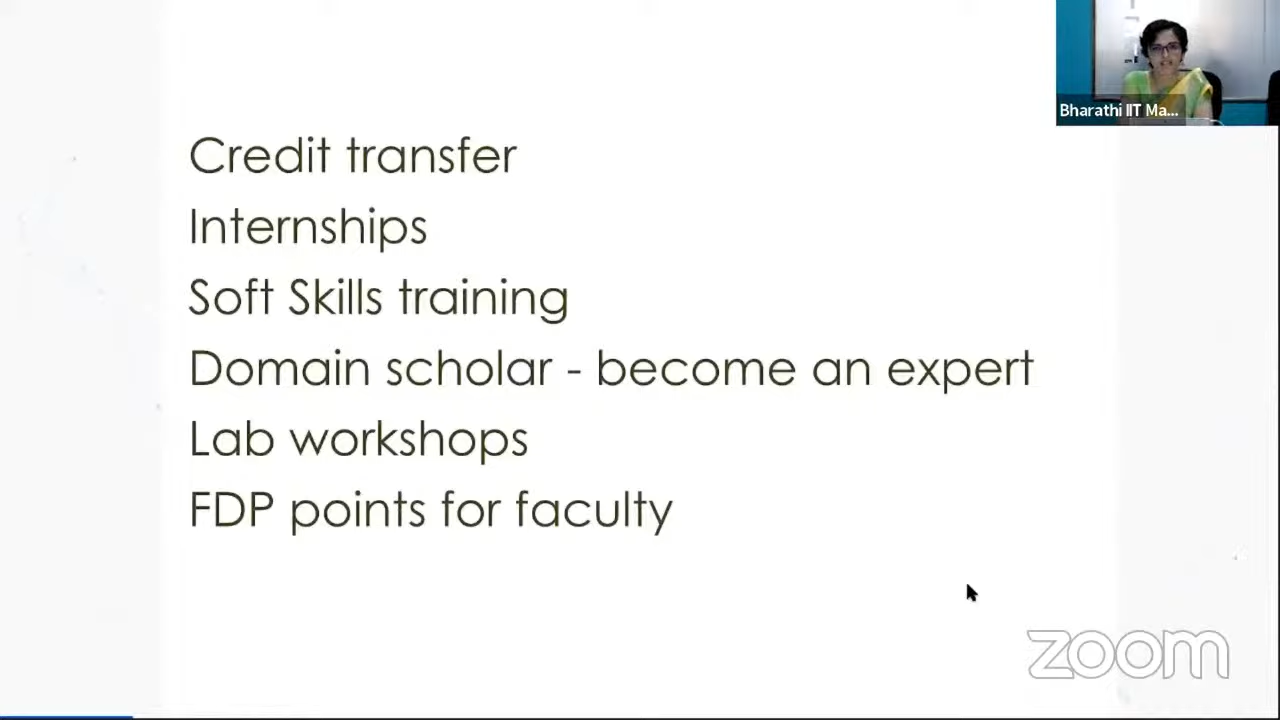 Bharathi IIT Ma...
Credit transfer
Internships
Soft Skills training
Domain scholar - become an expert
Lab workshops
FDP points for faculty
zoom